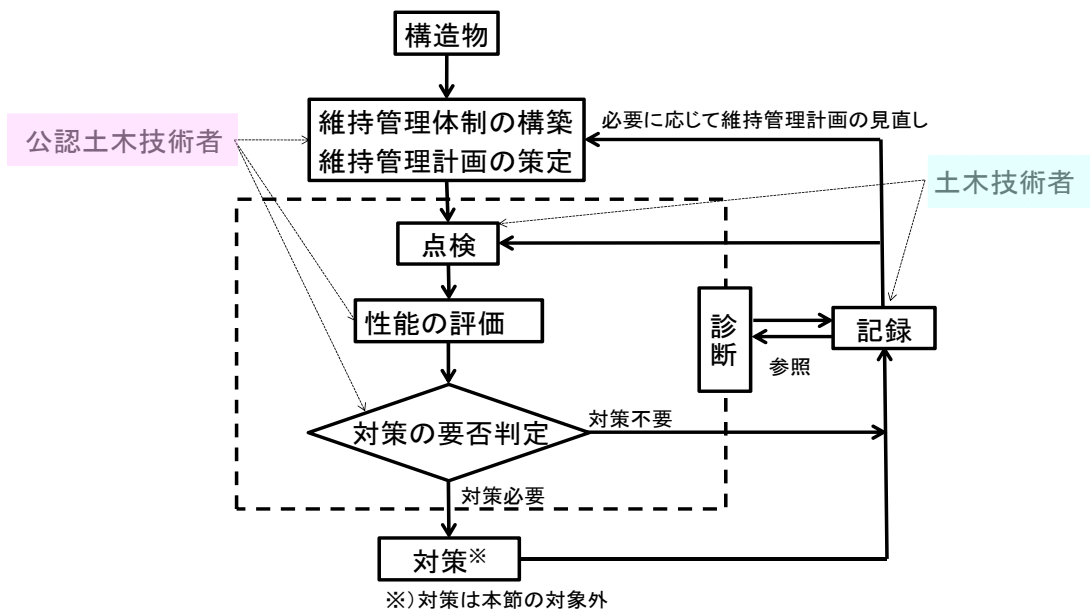 構造物
維持管理体制の構築
維持管理計画の策定
必要に応じて維持管理計画の見直し
公認土木技術者
土木技術者
点検
性能の評価
診断
記録
参照
対策の要否判定
対策不要
対策必要
対策※
※)対策は本節の対象外